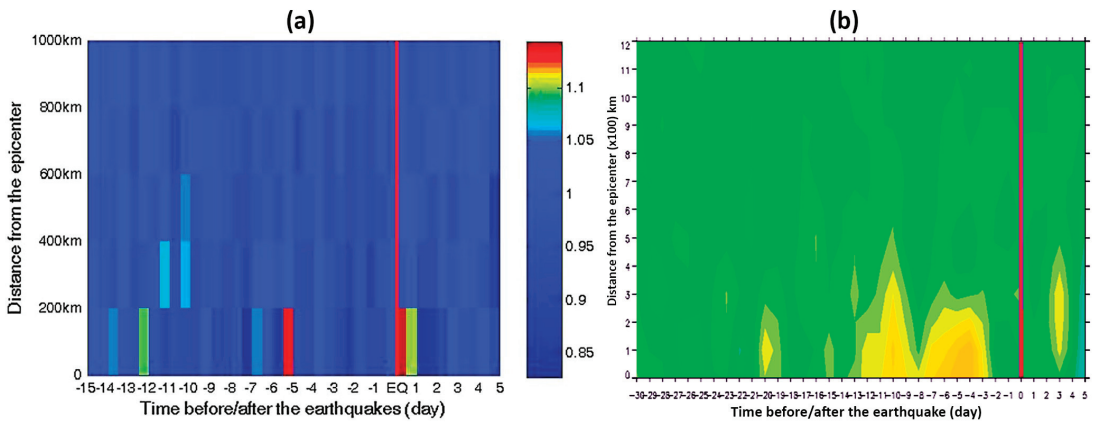 (a)
1000km
800km
600km
400km
200km
0
-15-14-13-12-11-10 -9 -8 -7 -6 -5 -4 -3 -2 -1 EQ 1 2 3 4 5
Time before/after the earthquakes (day)
Distance from the epicenter
1.1
1.05
1
0.95
0.9
0.85
(b)
12
11
10
9
8
7
6
5
4
3
2
1
0
-30-29-28-27-26-25-24-23-22-21-20-19-18-17-16-15-14-13-12-11-10 -9 -8 -7 -6 -5 -4 -3 -2 -1 0 1 2 3 4 5
Time before/after the earthquake (day)
Distance from the epicenter (x100) km